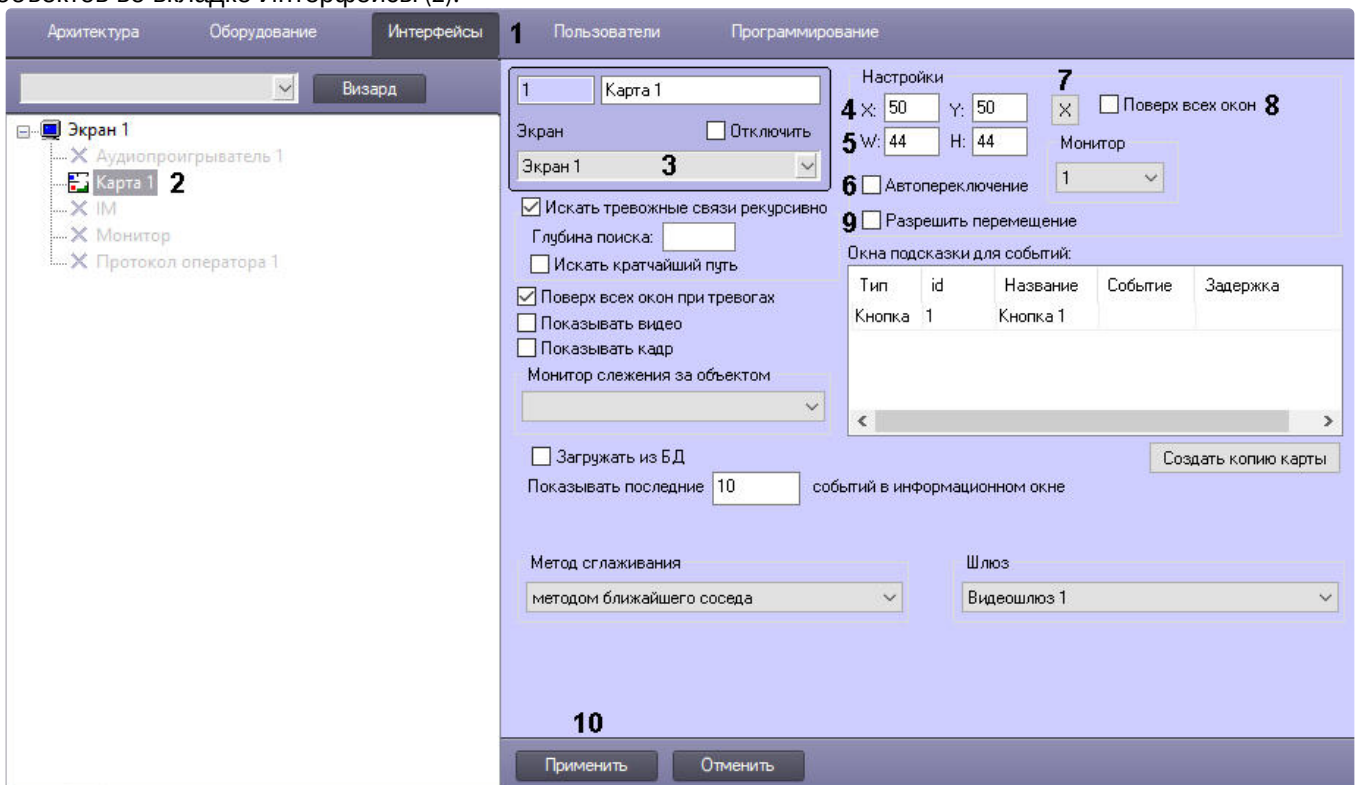 объектов во вкладке Интерфейсы (2).
Архитектура Оборудование Интерфейсы 1 Пользователи Программирование
Визард
Экран 1
Аудиопроигрыватель 1
Карта 1 2
IM
Монитор
Протокол оператора 1
1 Карта 1
Экран Отключить
Экран 1 3
Искать тревожные связи рекурсивно
Глубина поиска:
Искать кратчайший путь
Поверх всех окон при тревогах
Показывать видео
Показывать кадр
Монитор слежения за объектом
Настройки 7
4 X: 50 Y: 50 X Поверх всех окон 8
5 W: 44 H: 44 Монитор
6 Автопереключение 1
9 Разрешить перемещение
Окна подсказки для событий:
Тип id Название Событие Задержка
Кнопка 1 Кнопка 1
Загружать из БД Создать копию карты
Показывать последние 10 событий в информационном окне
Метод сглаживания Шлюз
методом ближайшего соседа Видеошлюз 1
10
Применить Отменить